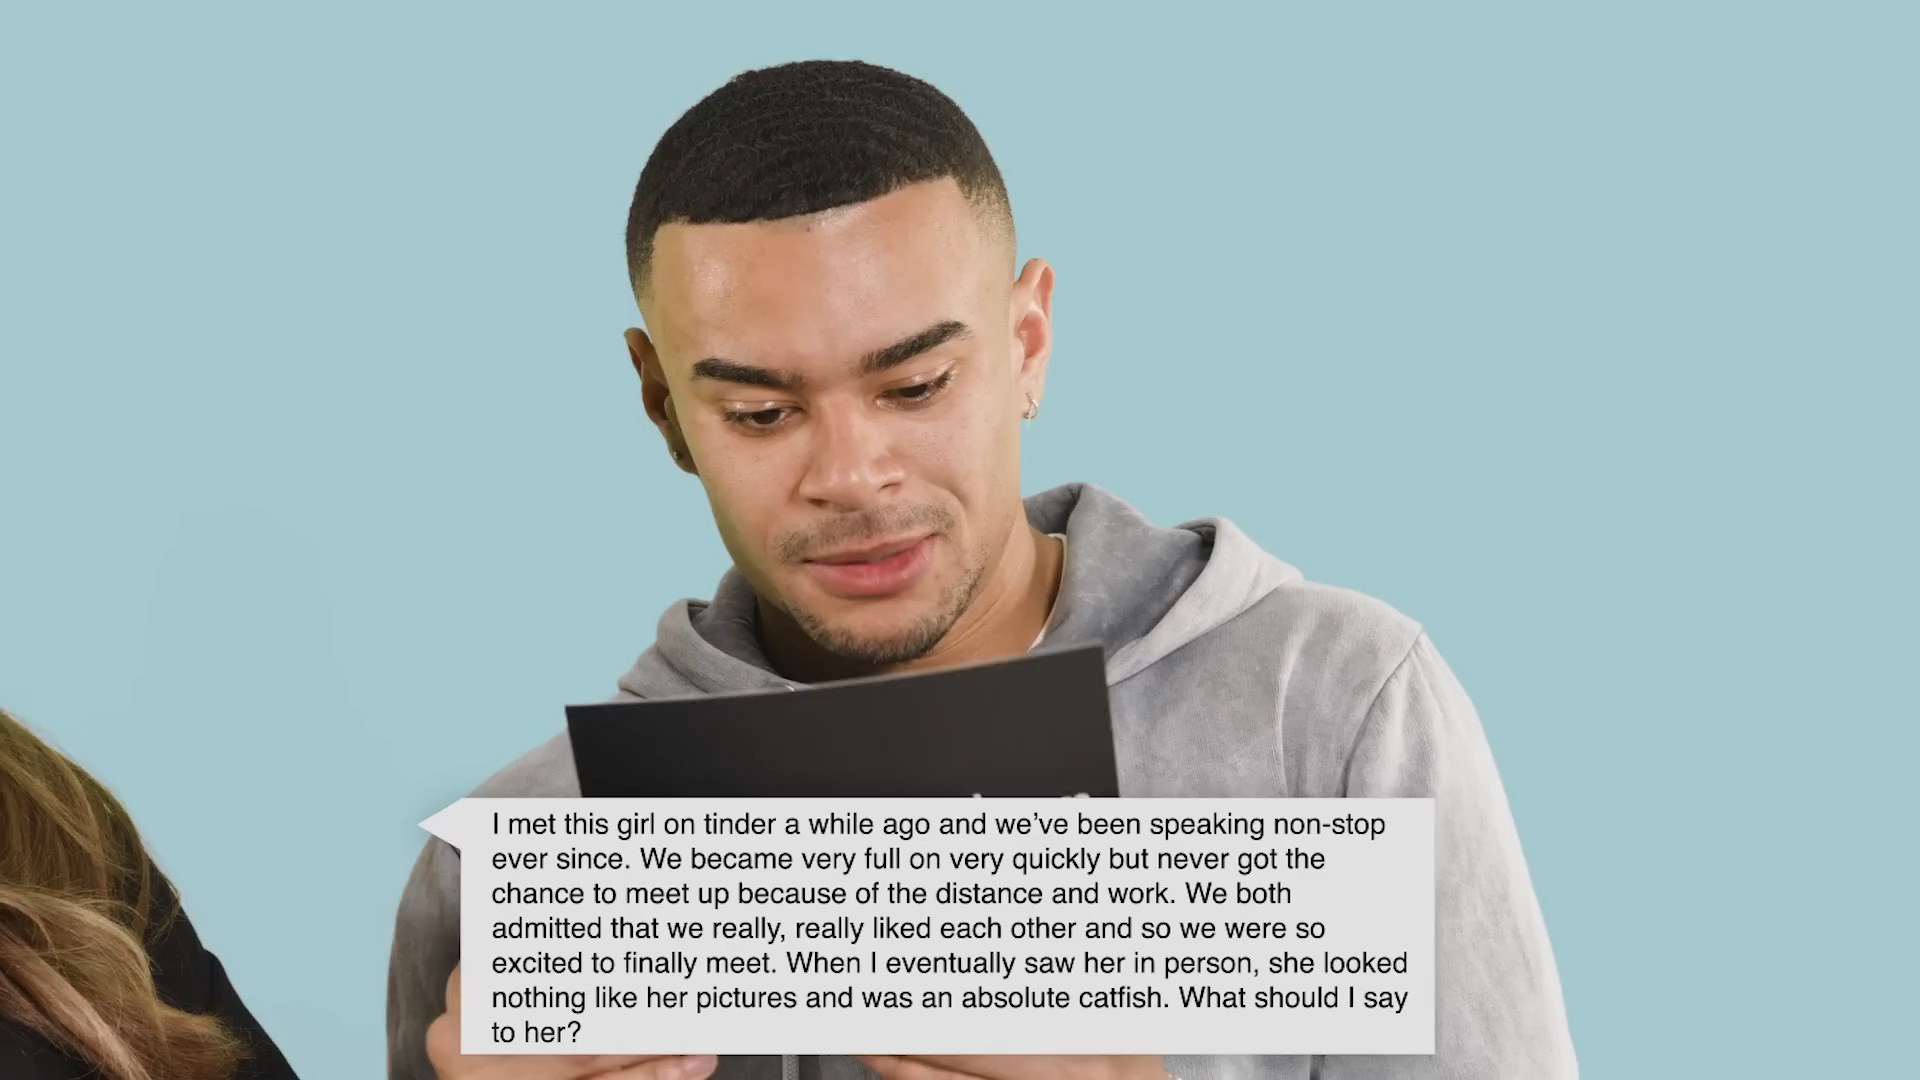 I met this girl on tinder a while ago and we’ve been speaking non-stop
ever since. We became very full on very quickly but never got the
chance to meet up because of the distance and work. We both
admitted that we really, really liked each other and so we were so
excited to finally meet. When I eventually saw her in person, she looked
nothing like her pictures and was an absolute catfish. What should I say
to her?